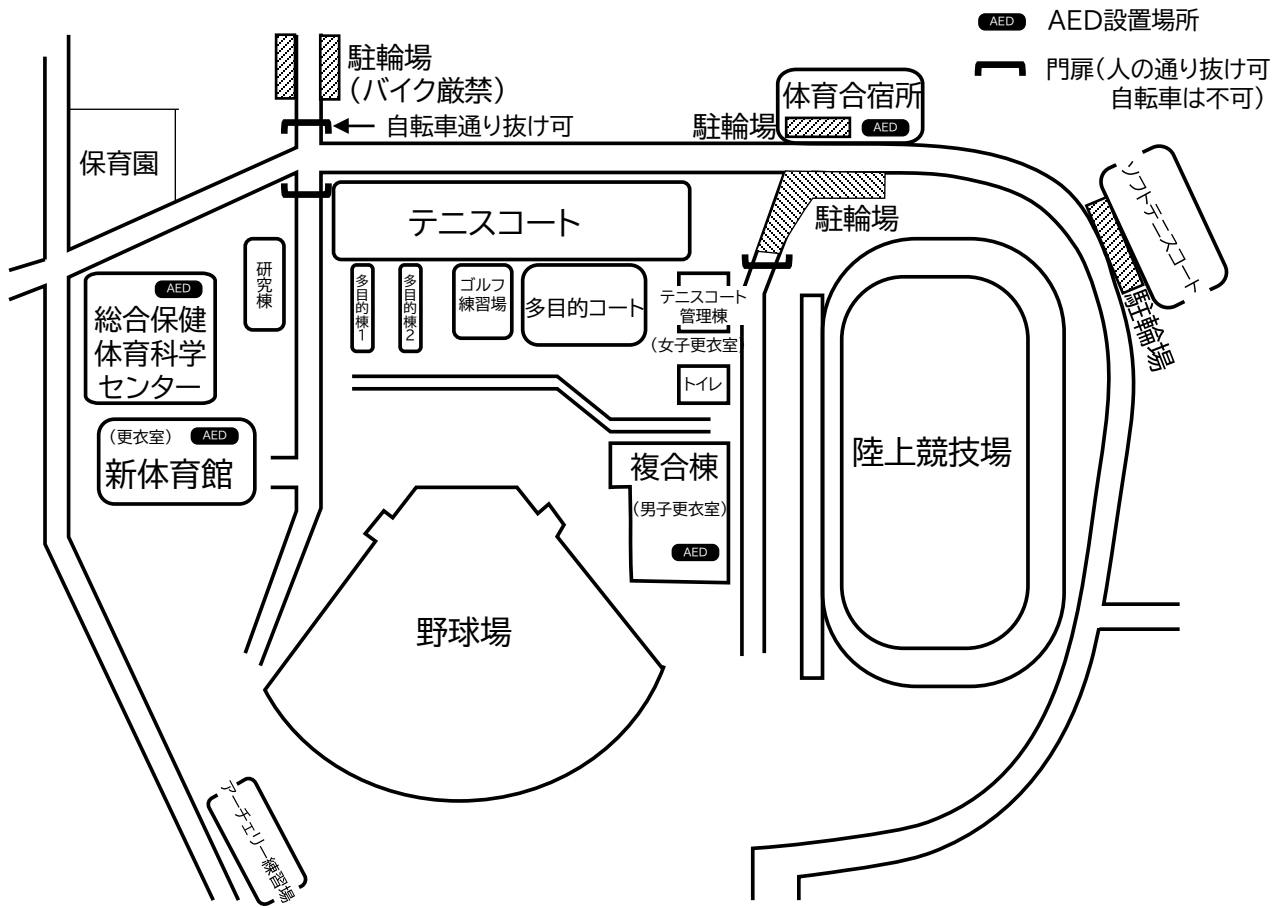 AED AED設置場所
門扉（人の通り抜け可
自転車は不可）
駐輪場
（バイク厳禁）
自転車通り抜け可
体育合宿所
駐輪場
AED
保育園
ソフトテニスコート
駐輪場
テニスコート
駐輪場
研究棟
多目的棟1
多目的棟2
ゴルフ
練習場
多目的コート
テニスコート
管理棟
（女子更衣室）
トイレ
AED
総合保健
体育科学
センター
（更衣室）
AED
新体育館
複合棟
（男子更衣室）
AED
陸上競技場
野球場
アーチェリー練習場